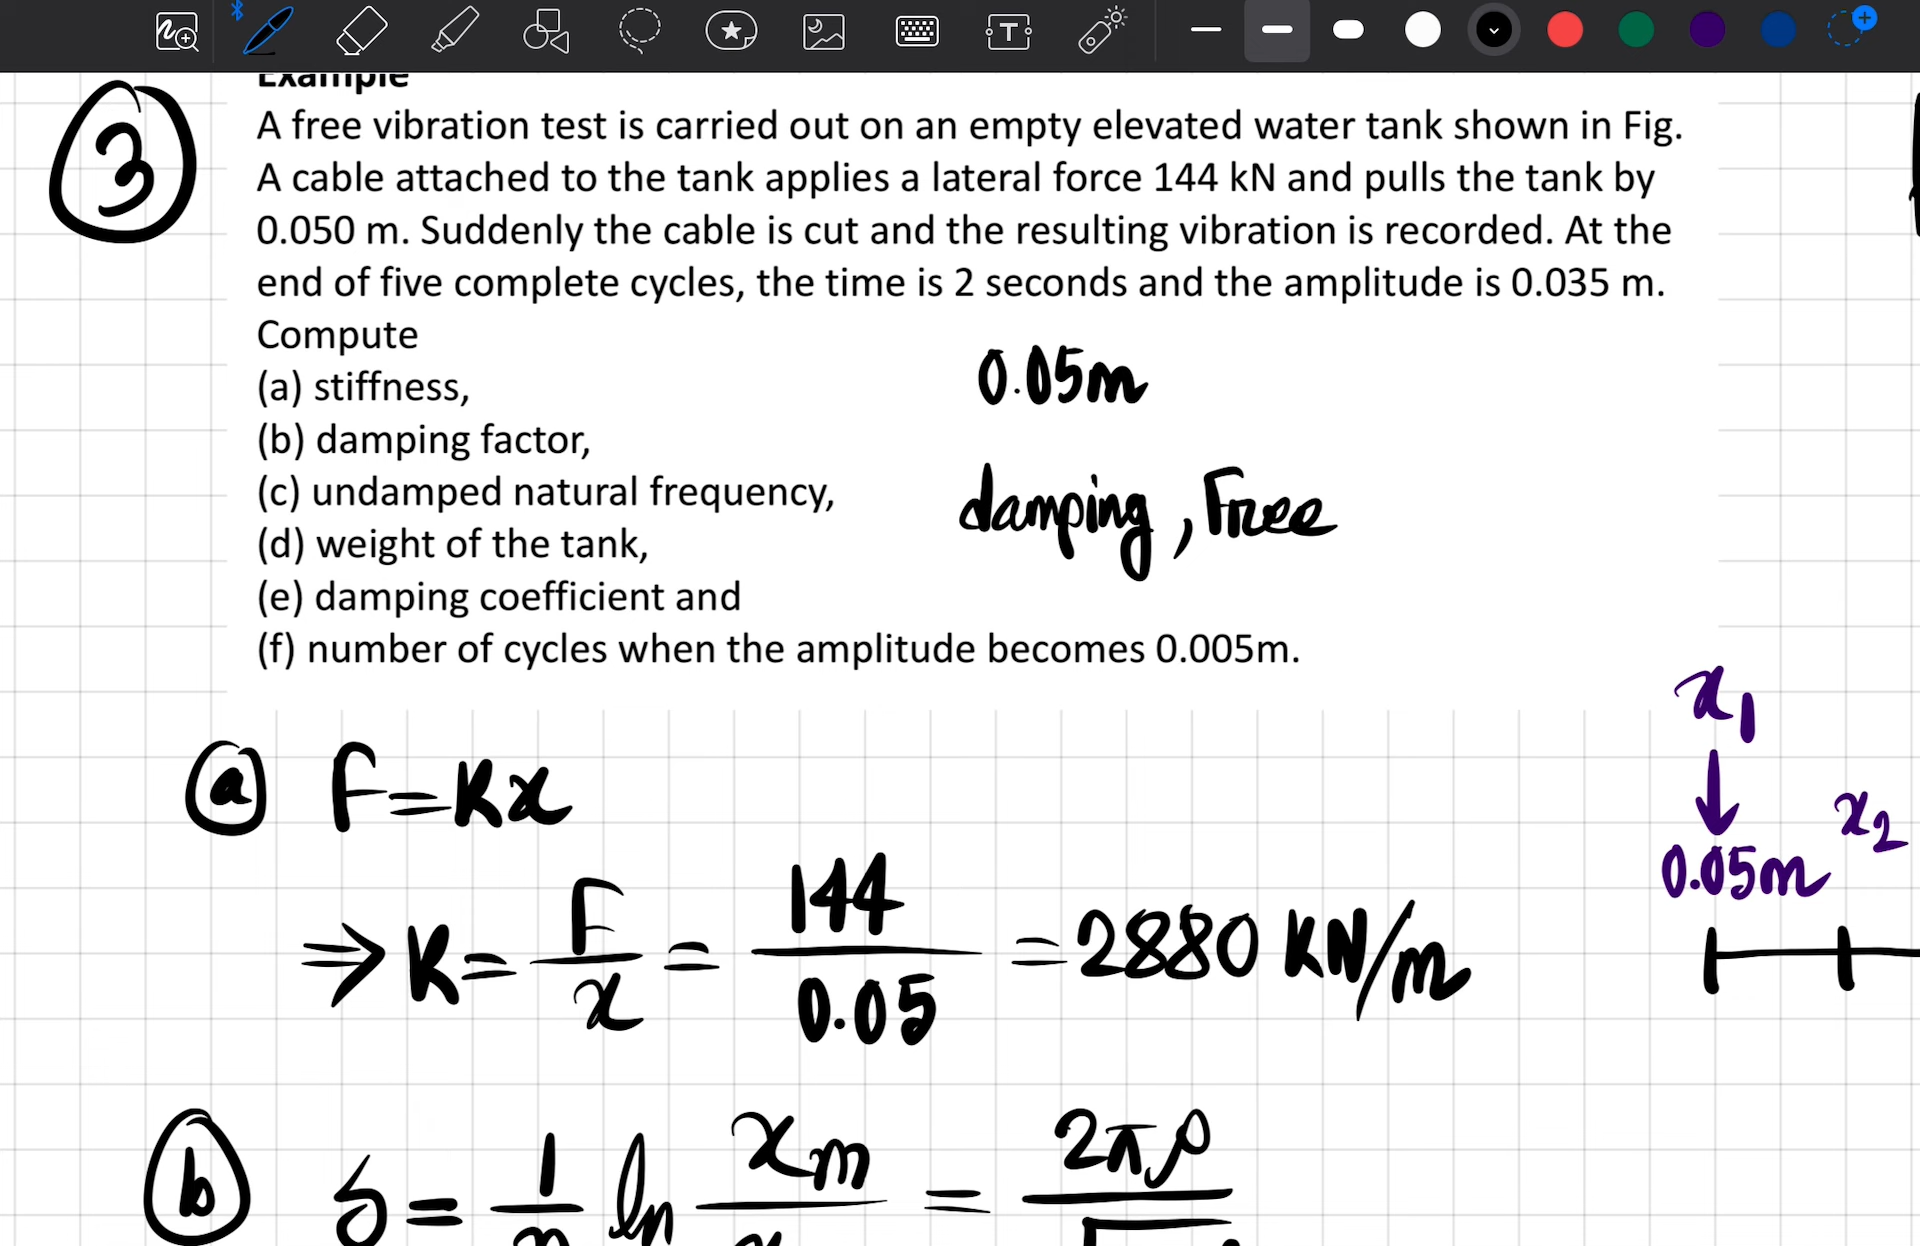 Example
3
A free vibration test is carried out on an empty elevated water tank shown in Fig.
A cable attached to the tank applies a lateral force 144 kN and pulls the tank by
0.050 m. Suddenly the cable is cut and the resulting vibration is recorded. At the
end of five complete cycles, the time is 2 seconds and the amplitude is 0.035 m.
Compute
(a) stiffness,
(b) damping factor,
(c) undamped natural frequency,
(d) weight of the tank,
(e) damping coefficient and
(f) number of cycles when the amplitude becomes 0.005m.
0.05m
damping, Free
a F=Kx
⇒ K = F/x = 144/0.05 = 2880 KN/m
x1
x2
0.05m
b δ = 1/ ln xm/ = 2πρ/√